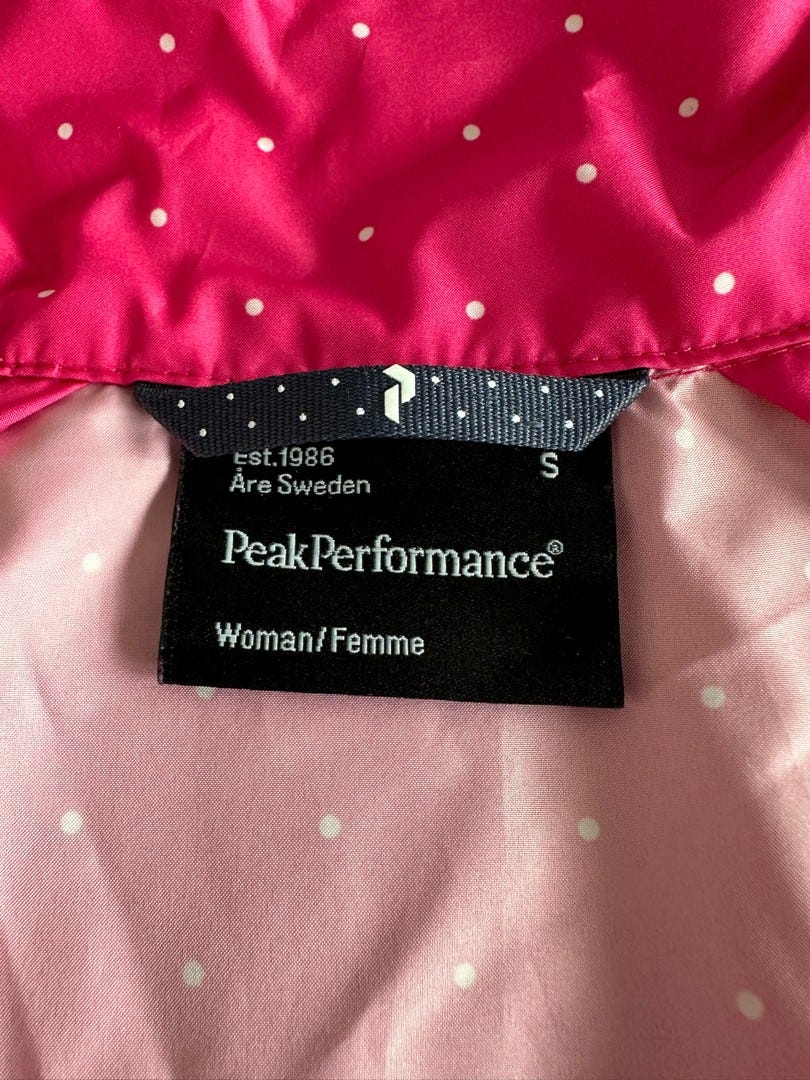 Est.1986 S
Åre Sweden
PeakPerformance®
Woman/Femme